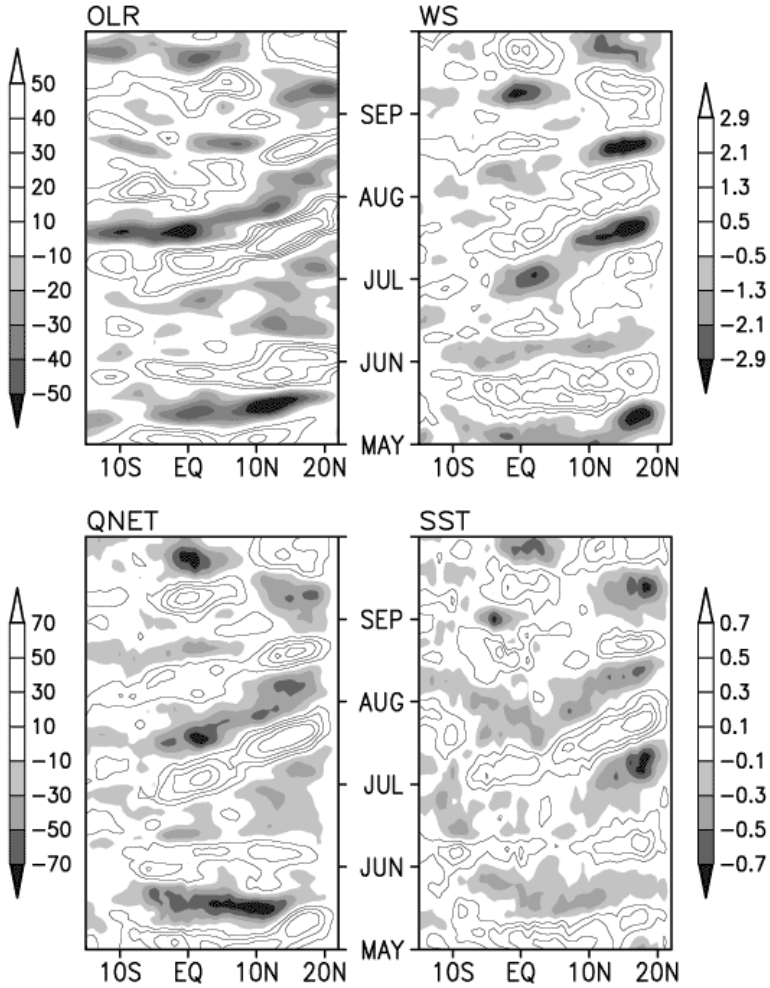 OLR
WS
50
40
30
20
10
−10
−20
−30
−40
−50
SEP
AUG
JUL
JUN
MAY
2.9
2.1
1.3
0.5
−0.5
−1.3
−2.1
−2.9
10S EQ 10N 20N
10S EQ 10N 20N
QNET
SST
70
50
30
10
−10
−30
−50
−70
SEP
AUG
JUL
JUN
MAY
0.7
0.5
0.3
0.1
−0.1
−0.3
−0.5
−0.7
10S EQ 10N 20N
10S EQ 10N 20N